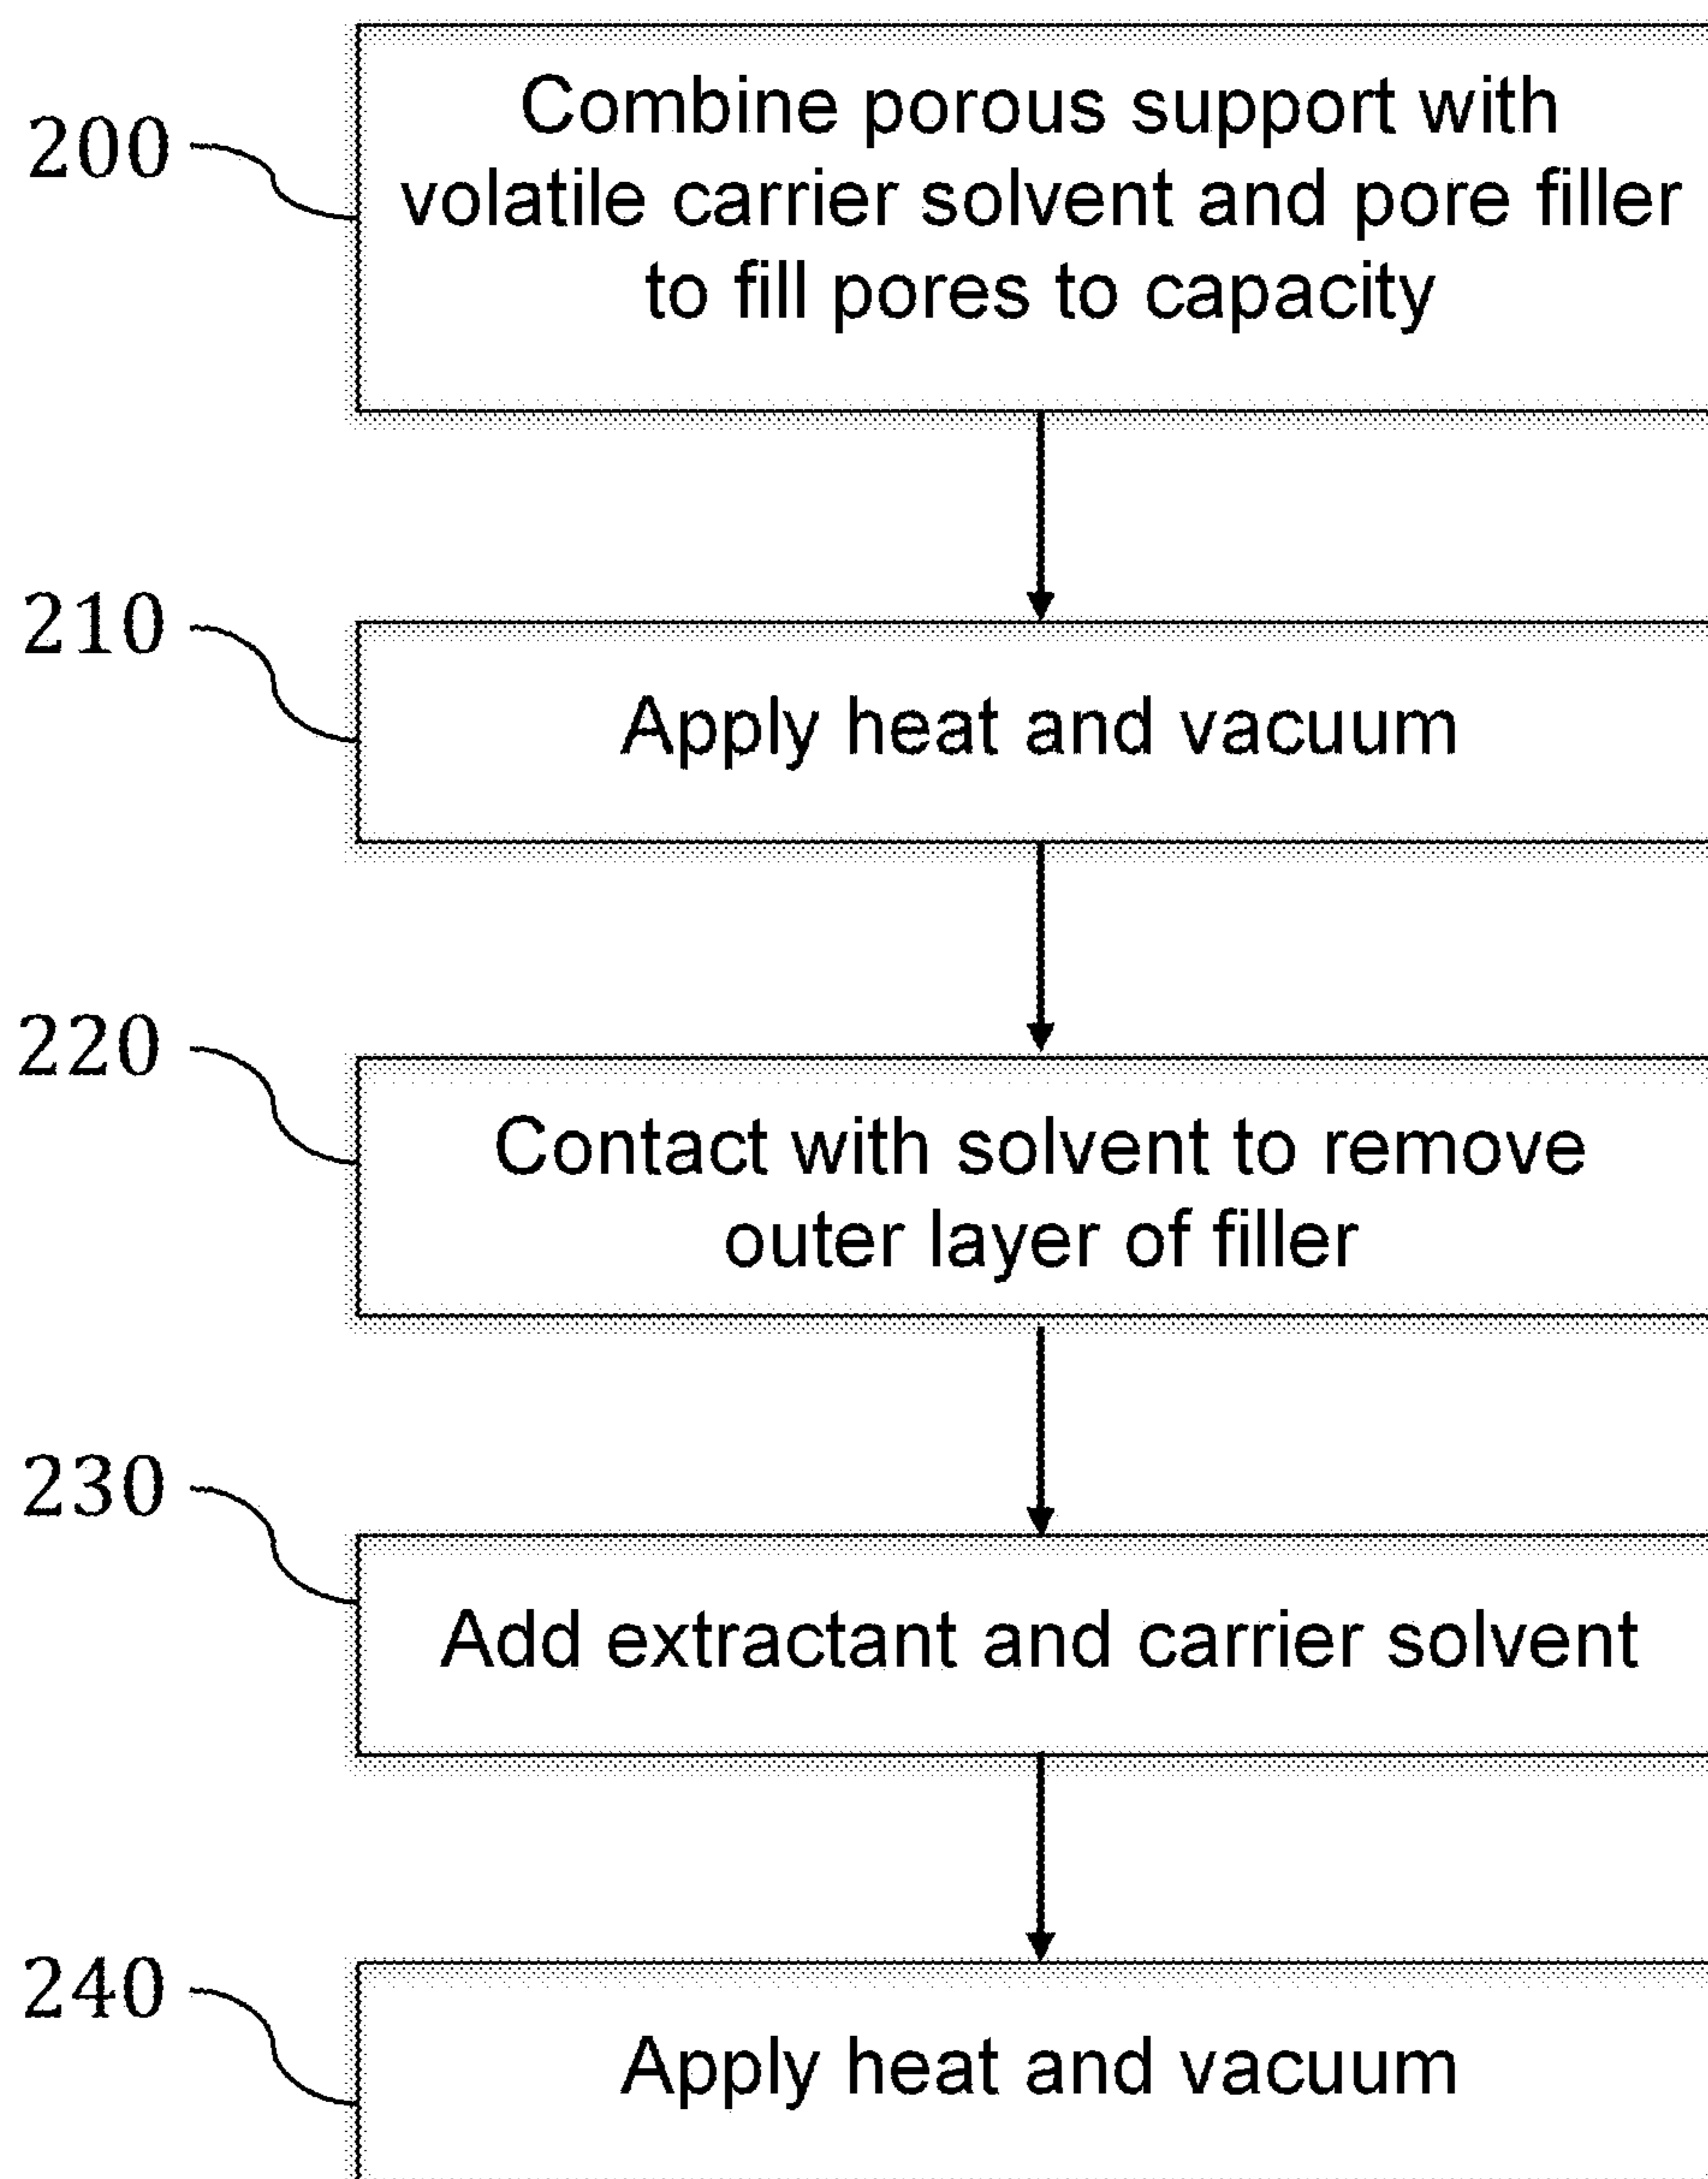 200
Combine porous support with
volatile carrier solvent and pore filler
to fill pores to capacity
210
Apply heat and vacuum
220
Contact with solvent to remove
outer layer of filler
230
Add extractant and carrier solvent
240
Apply heat and vacuum